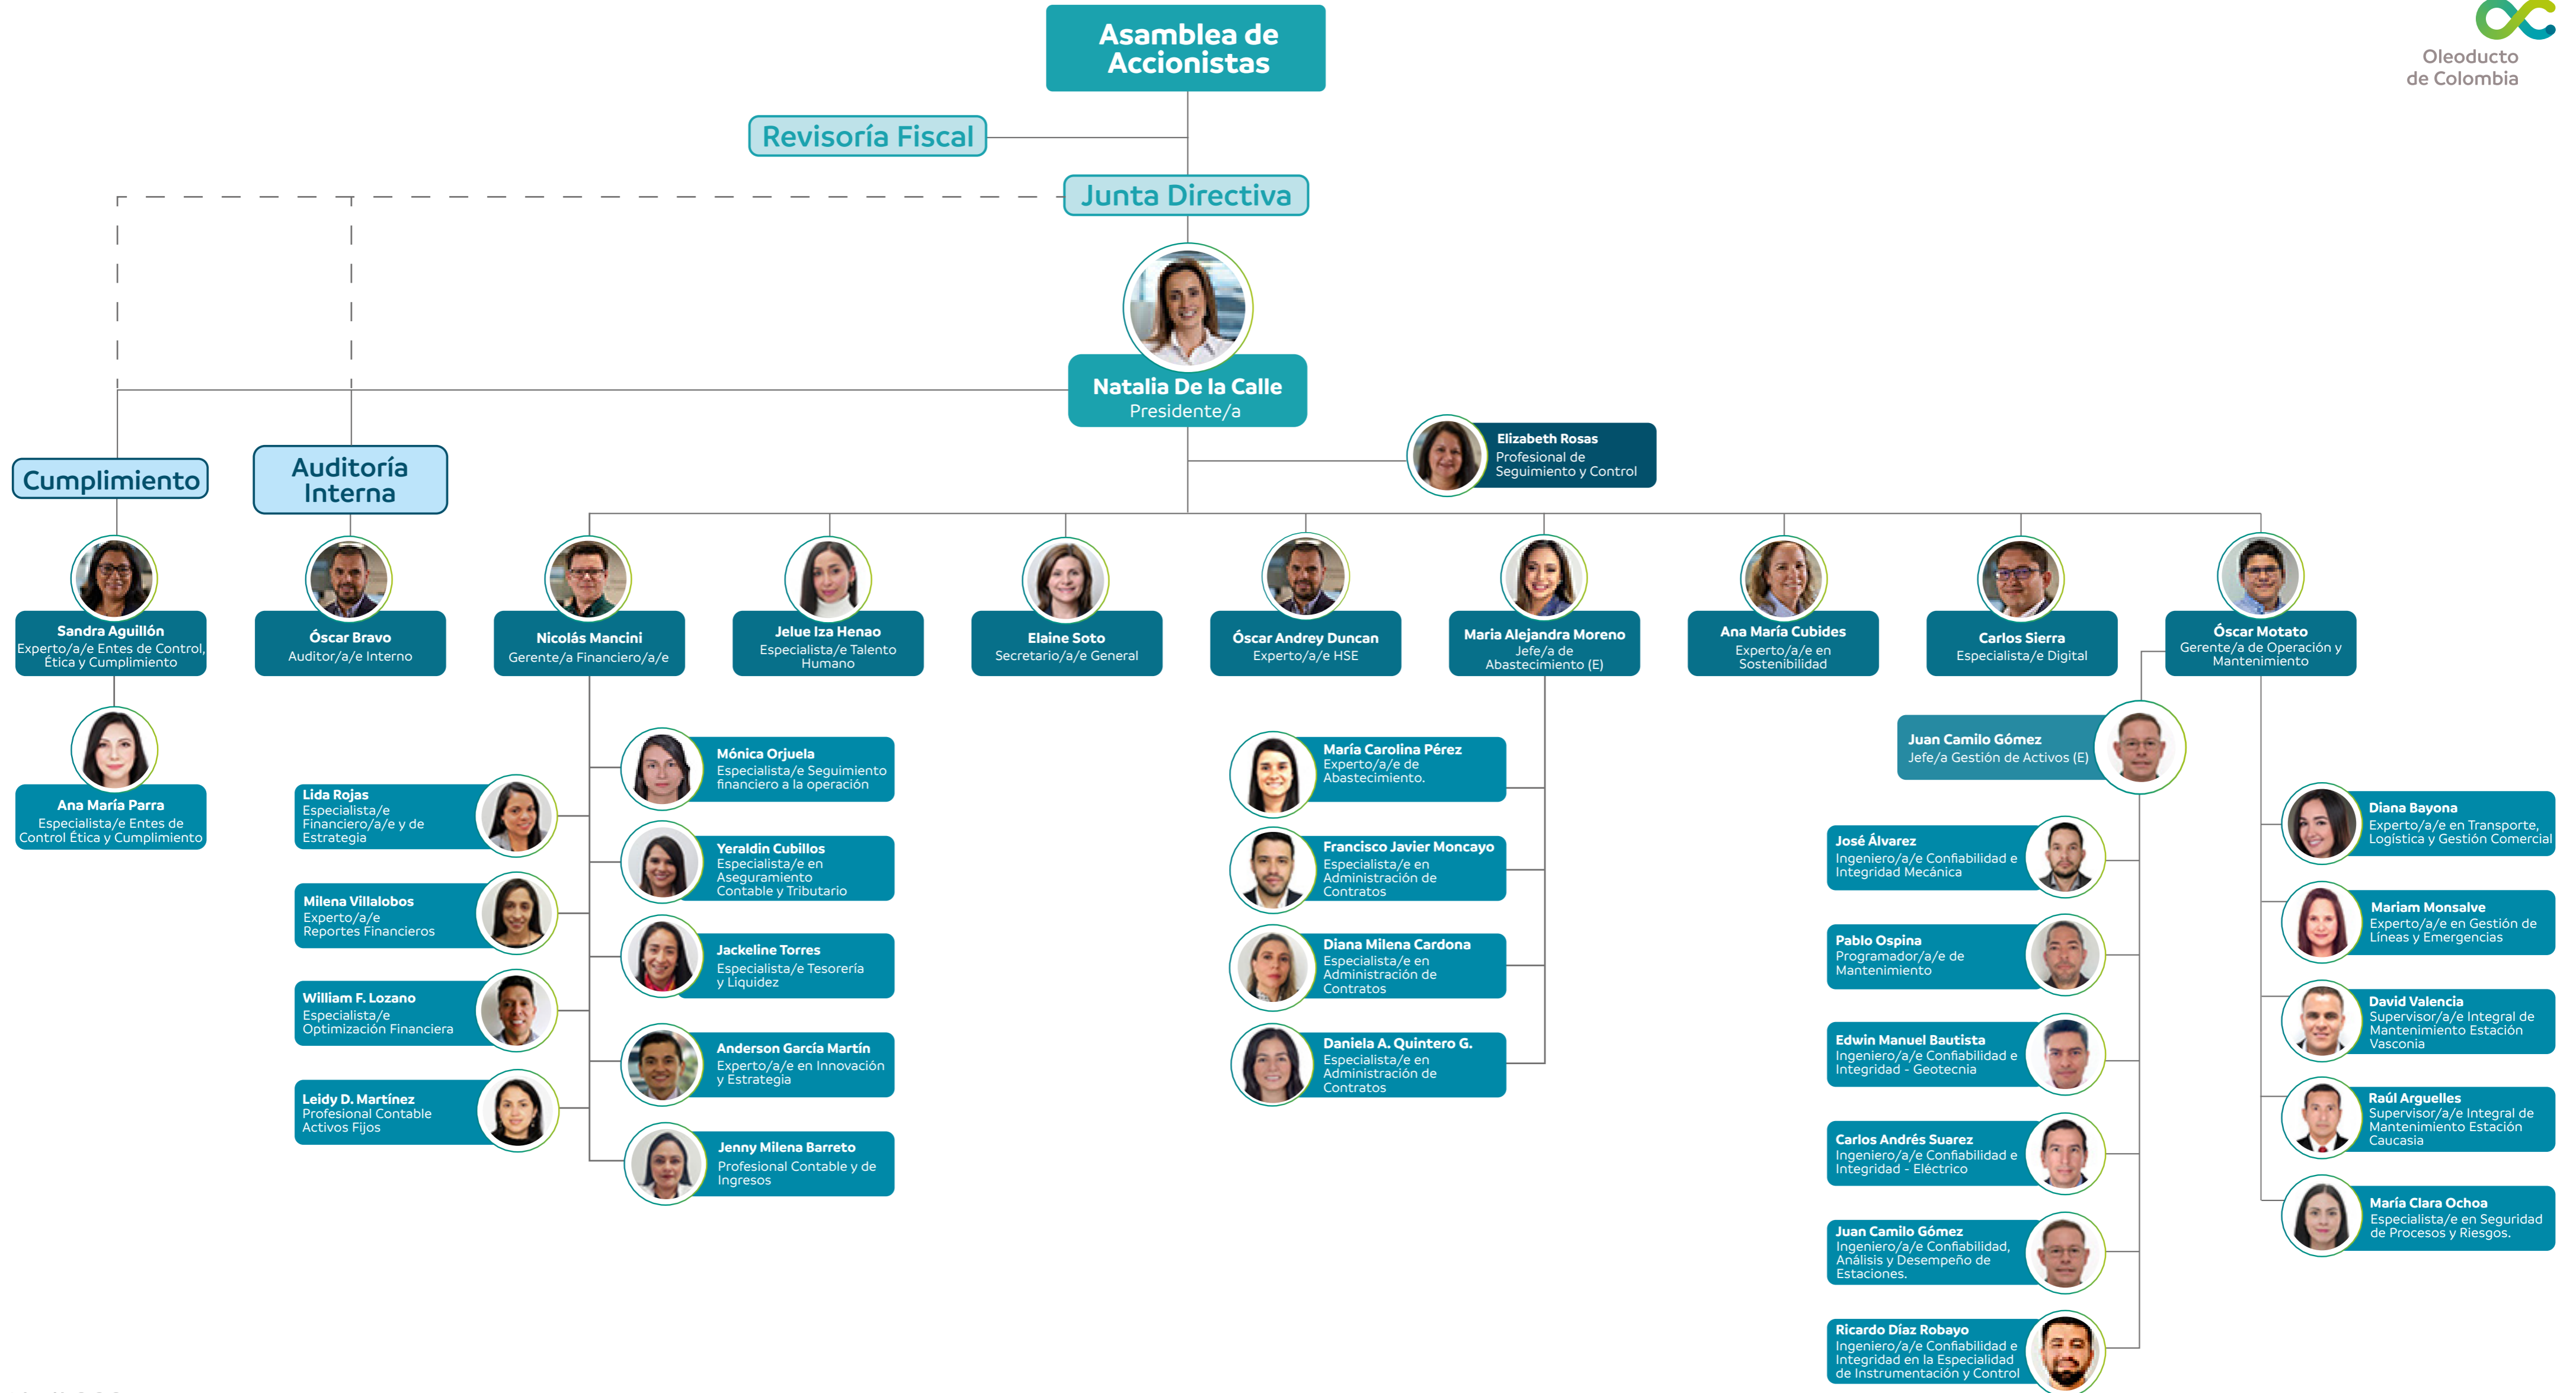 Asamblea de
Accionistas
Oleoducto
de Colombia
Revisoría Fiscal
Junta Directiva
Natalia De la Calle
Presidente/a
Elizabeth Rosas
Profesional de
Seguimiento y Control
Cumplimiento
Auditoría
Interna
Sandra Aguillón
Experto/a/e Entes de Control,
Ética y Cumplimiento
Óscar Bravo
Auditor/a/e Interno
Nicolás Mancini
Gerente/a Financiero/a/e
Jelue Iza Henao
Especialista/e Talento
Humano
Elaine Soto
Secretario/a/e General
Óscar Andrey Duncan
Experto/a/e HSE
Maria Alejandra Moreno
Jefe/a de
Abastecimiento (E)
Ana María Cubides
Experto/a/e en
Sostenibilidad
Carlos Sierra
Especialista/e Digital
Óscar Motato
Gerente/a de Operación y
Mantenimiento
Ana María Parra
Especialista/e Entes de
Control Ética y Cumplimiento
Lida Rojas
Especialista/e
Financiero/a/e y de
Estrategia
Milena Villalobos
Experto/a/e
Reportes Financieros
William F. Lozano
Especialista/e
Optimización Financiera
Leidy D. Martínez
Profesional Contable
Activos Fijos
Mónica Orjuela
Especialista/e Seguimiento
financiero a la operación
Yeraldin Cubillos
Especialista/e en
Aseguramiento
Contable y Tributario
Jackeline Torres
Especialista/e Tesorería
y Liquidez
Anderson García Martín
Experto/a/e en Innovación
y Estrategia
Jenny Milena Barreto
Profesional Contable y de
Ingresos
María Carolina Pérez
Experto/a/e de
Abastecimiento.
Francisco Javier Moncayo
Especialista/e en
Administración de
Contratos
Diana Milena Cardona
Especialista/e en
Administración de
Contratos
Daniela A. Quintero G.
Especialista/e en
Administración de
Contratos
Juan Camilo Gómez
Jefe/a Gestión de Activos (E)
José Álvarez
Ingeniero/a/e Confiabilidad e
Integridad Mecánica
Pablo Ospina
Programador/a/e de
Mantenimiento
Edwin Manuel Bautista
Ingeniero/a/e Confiabilidad e
Integridad - Geotecnia
Carlos Andrés Suarez
Ingeniero/a/e Confiabilidad e
Integridad - Eléctrico
Juan Camilo Gómez
Ingeniero/a/e Confiabilidad,
Análisis y Desempeño de
Estaciones.
Ricardo Díaz Robayo
Ingeniero/a/e Confiabilidad e
Integridad en la Especialidad
de Instrumentación y Control
Diana Bayona
Experto/a/e en Transporte,
Logística y Gestión Comercial
Mariam Monsalve
Experto/a/e en Gestión de
Líneas y Emergencias
David Valencia
Supervisor/a/e Integral de
Mantenimiento Estación
Vasconia
Raúl Arguelles
Supervisor/a/e Integral de
Mantenimiento Estación
Caucasia
María Clara Ochoa
Especialista/e en Seguridad
de Procesos y Riesgos.